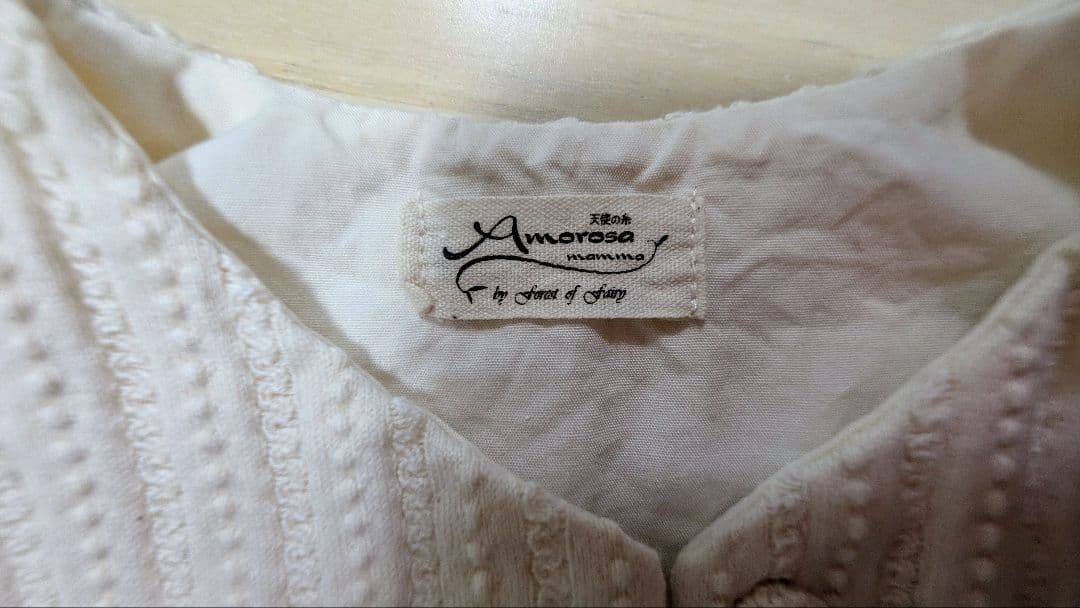 天使の糸
Amorosa
mamma
by Forest of Fairy